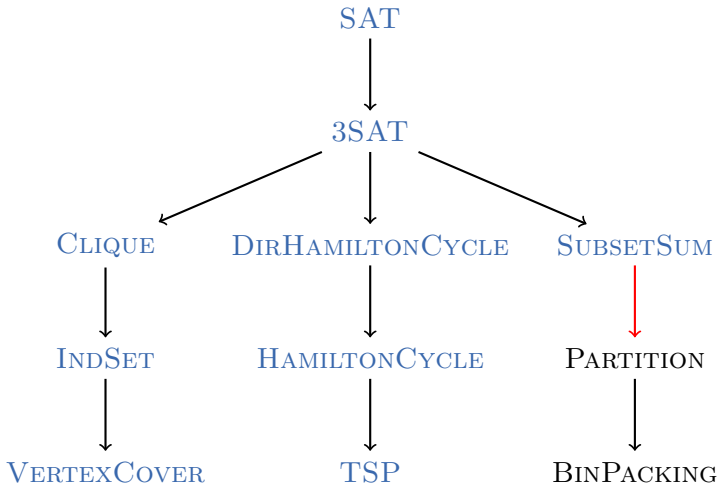 SAT
3SAT
CLIQUE DIRHAMILTONCYCLE SUBSETSUM
INDSET HAMILTONCYCLE PARTITION
VERTEXCOVER TSP BINPACKING